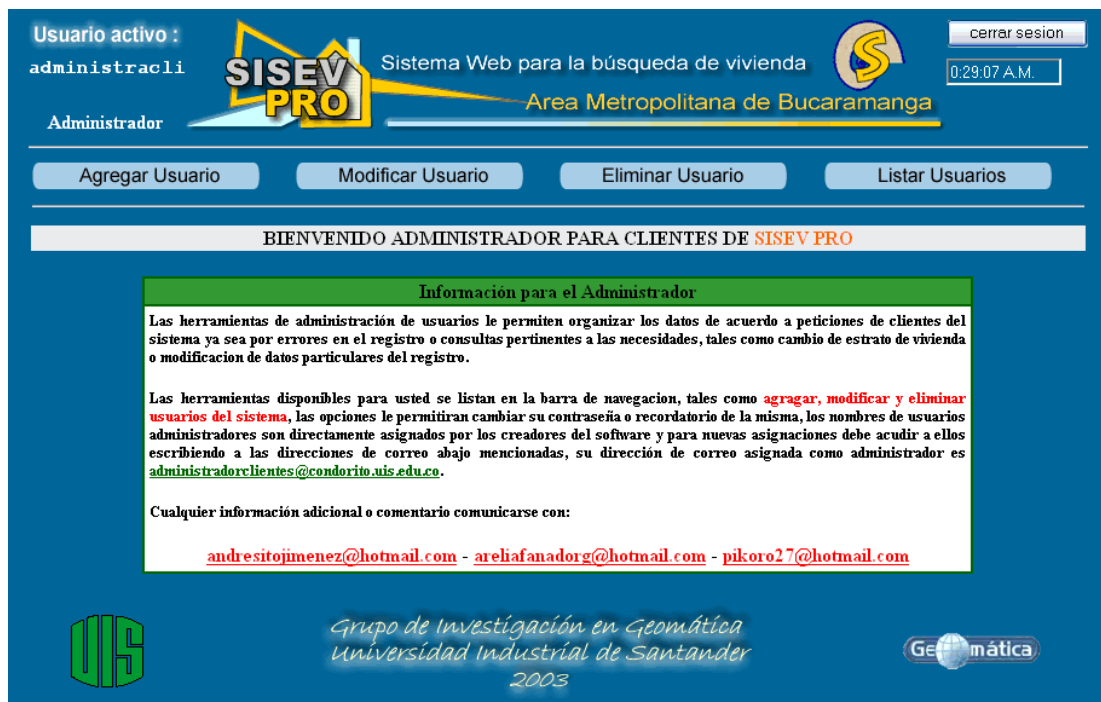 Usuario activo :
administracli
Administrador
SISEV
PRO
Sistema Web para la búsqueda de vivienda
Area Metropolitana de Bucaramanga
cerrar sesion
0:29:07 A.M.
Agregar Usuario
Modificar Usuario
Eliminar Usuario
Listar Usuarios
BIENVENIDO ADMINISTRADOR PARA CLIENTES DE SISEV PRO
Información para el Administrador
Las herramientas de administración de usuarios le permiten organizar los datos de acuerdo a peticiones de clientes del
sistema ya sea por errores en el registro o consultas pertinentes a las necesidades, tales como cambio de estrato de vivienda
o modificacion de datos particulares del registro.
Las herramientas disponibles para usted se listan en la barra de navegacion, tales como agragar, modificar y eliminar
usuarios del sistema, las opciones le permitiran cambiar su contraseña o recordatorio de la misma, los nombres de usuarios
administradores son directamente asignados por los creadores del software y para nuevas asignaciones debe acudir a ellos
escribiendo a las direcciones de correo abajo mencionadas, su dirección de correo asignada como administrador es
administradorclientes@condorito.uis.edu.co.
Cualquier información adicional o comentario comunicarse con:
andresitojimenez@hotmail.com - areliafanadorg@hotmail.com - pikoro27@hotmail.com
UIS
Grupo de Investigación en Geomática
Universidad Industrial de Santander
2003
Geomática